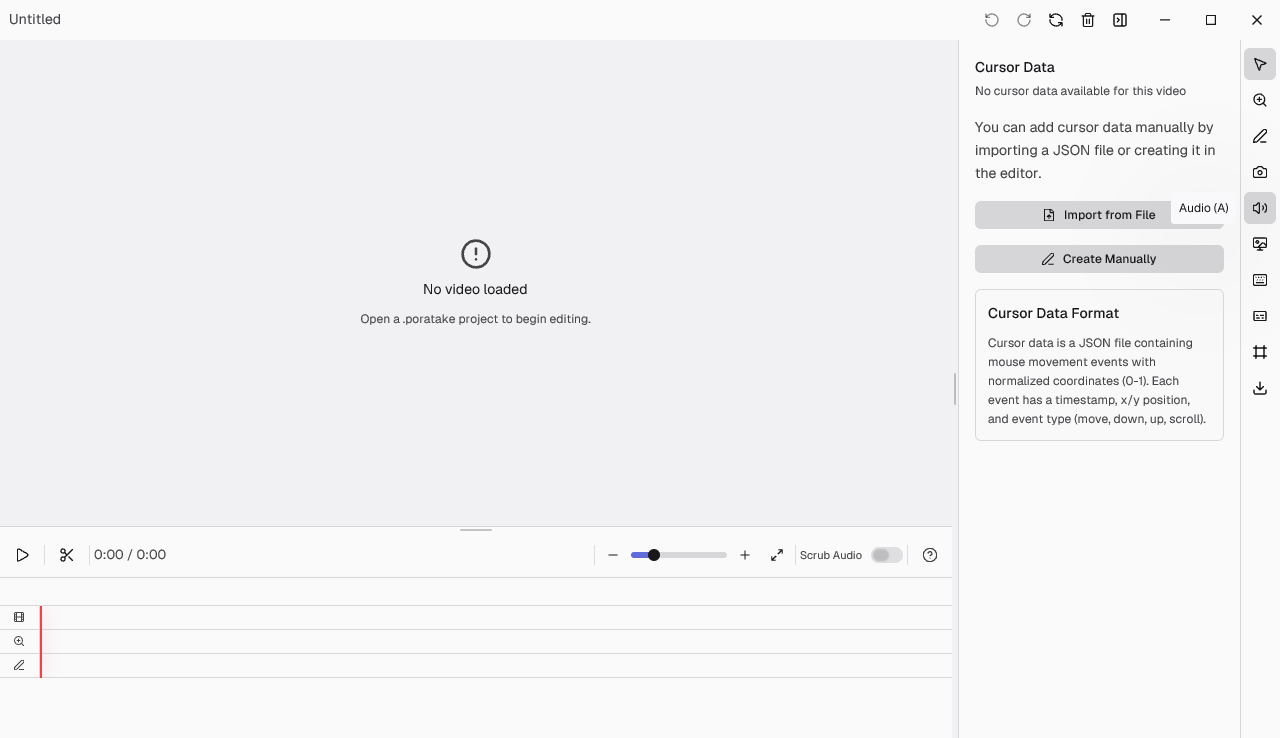 Untitled
Cursor Data
No cursor data available for this video
You can add cursor data manually by
importing a JSON file or creating it in
the editor.
Import from File
Audio (A)
Create Manually
Cursor Data Format
Cursor data is a JSON file containing
mouse movement events with
normalized coordinates (0-1). Each
event has a timestamp, x/y position,
and event type (move, down, up, scroll).
No video loaded
Open a .poratake project to begin editing.
0:00 / 0:00
Scrub Audio